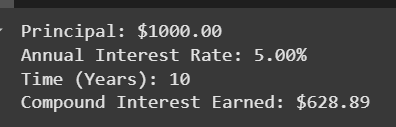 Principal: $1000.00
Annual Interest Rate: 5.00%
Time (Years): 10
Compound Interest Earned: $628.89